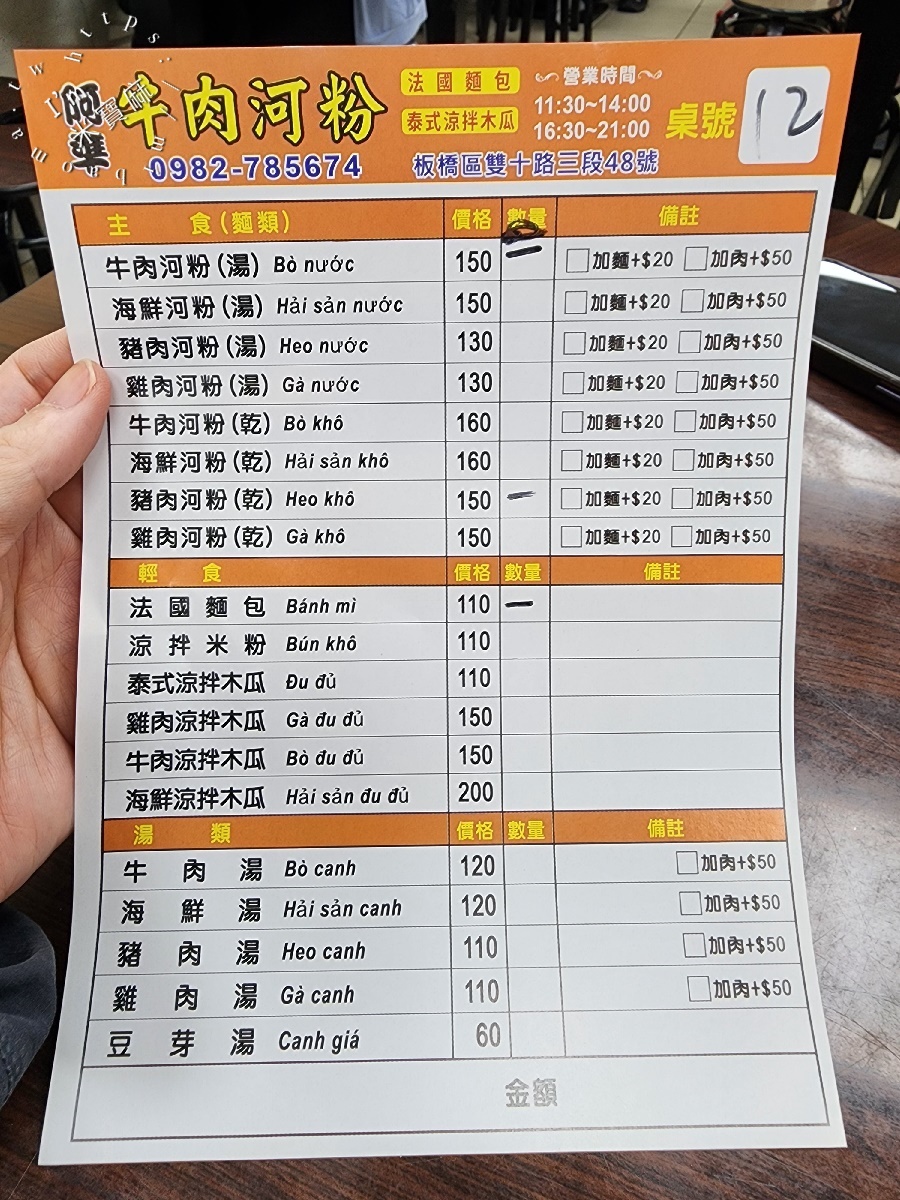 阿華 牛肉河粉
法國麵包
泰式涼拌木瓜
營業時間
11:30~14:00
16:30~21:00
桌號 12
0982-785674
板橋區雙十路三段48號
主 食(麵類) 價格 數量 備註
牛肉河粉(湯) Bò nước 150 一 加麵+$20 加肉+$50
海鮮河粉(湯) Hải sản nước 150 加麵+$20 加肉+$50
豬肉河粉(湯) Heo nước 130 加麵+$20 加肉+$50
雞肉河粉(湯) Gà nước 130 加麵+$20 加肉+$50
牛肉河粉(乾) Bò khô 160 加麵+$20 加肉+$50
海鮮河粉(乾) Hải sản khô 160 加麵+$20 加肉+$50
豬肉河粉(乾) Heo khô 150 一 加麵+$20 加肉+$50
雞肉河粉(乾) Gà khô 150 加麵+$20 加肉+$50
輕 食 價格 數量 備註
法國麵包 Bánh mì 110 一
涼拌米粉 Bún khô 110
泰式涼拌木瓜 Đu đủ 110
雞肉涼拌木瓜 Gà đu đủ 150
牛肉涼拌木瓜 Bò đu đủ 150
海鮮涼拌木瓜 Hải sản đu đủ 200
湯 類 價格 數量 備註
牛肉湯 Bò canh 120 加肉+$50
海鮮湯 Hải sản canh 120 加肉+$50
豬肉湯 Heo canh 110 加肉+$50
雞肉湯 Gà canh 110 加肉+$50
豆芽湯 Canh giá 60
金額